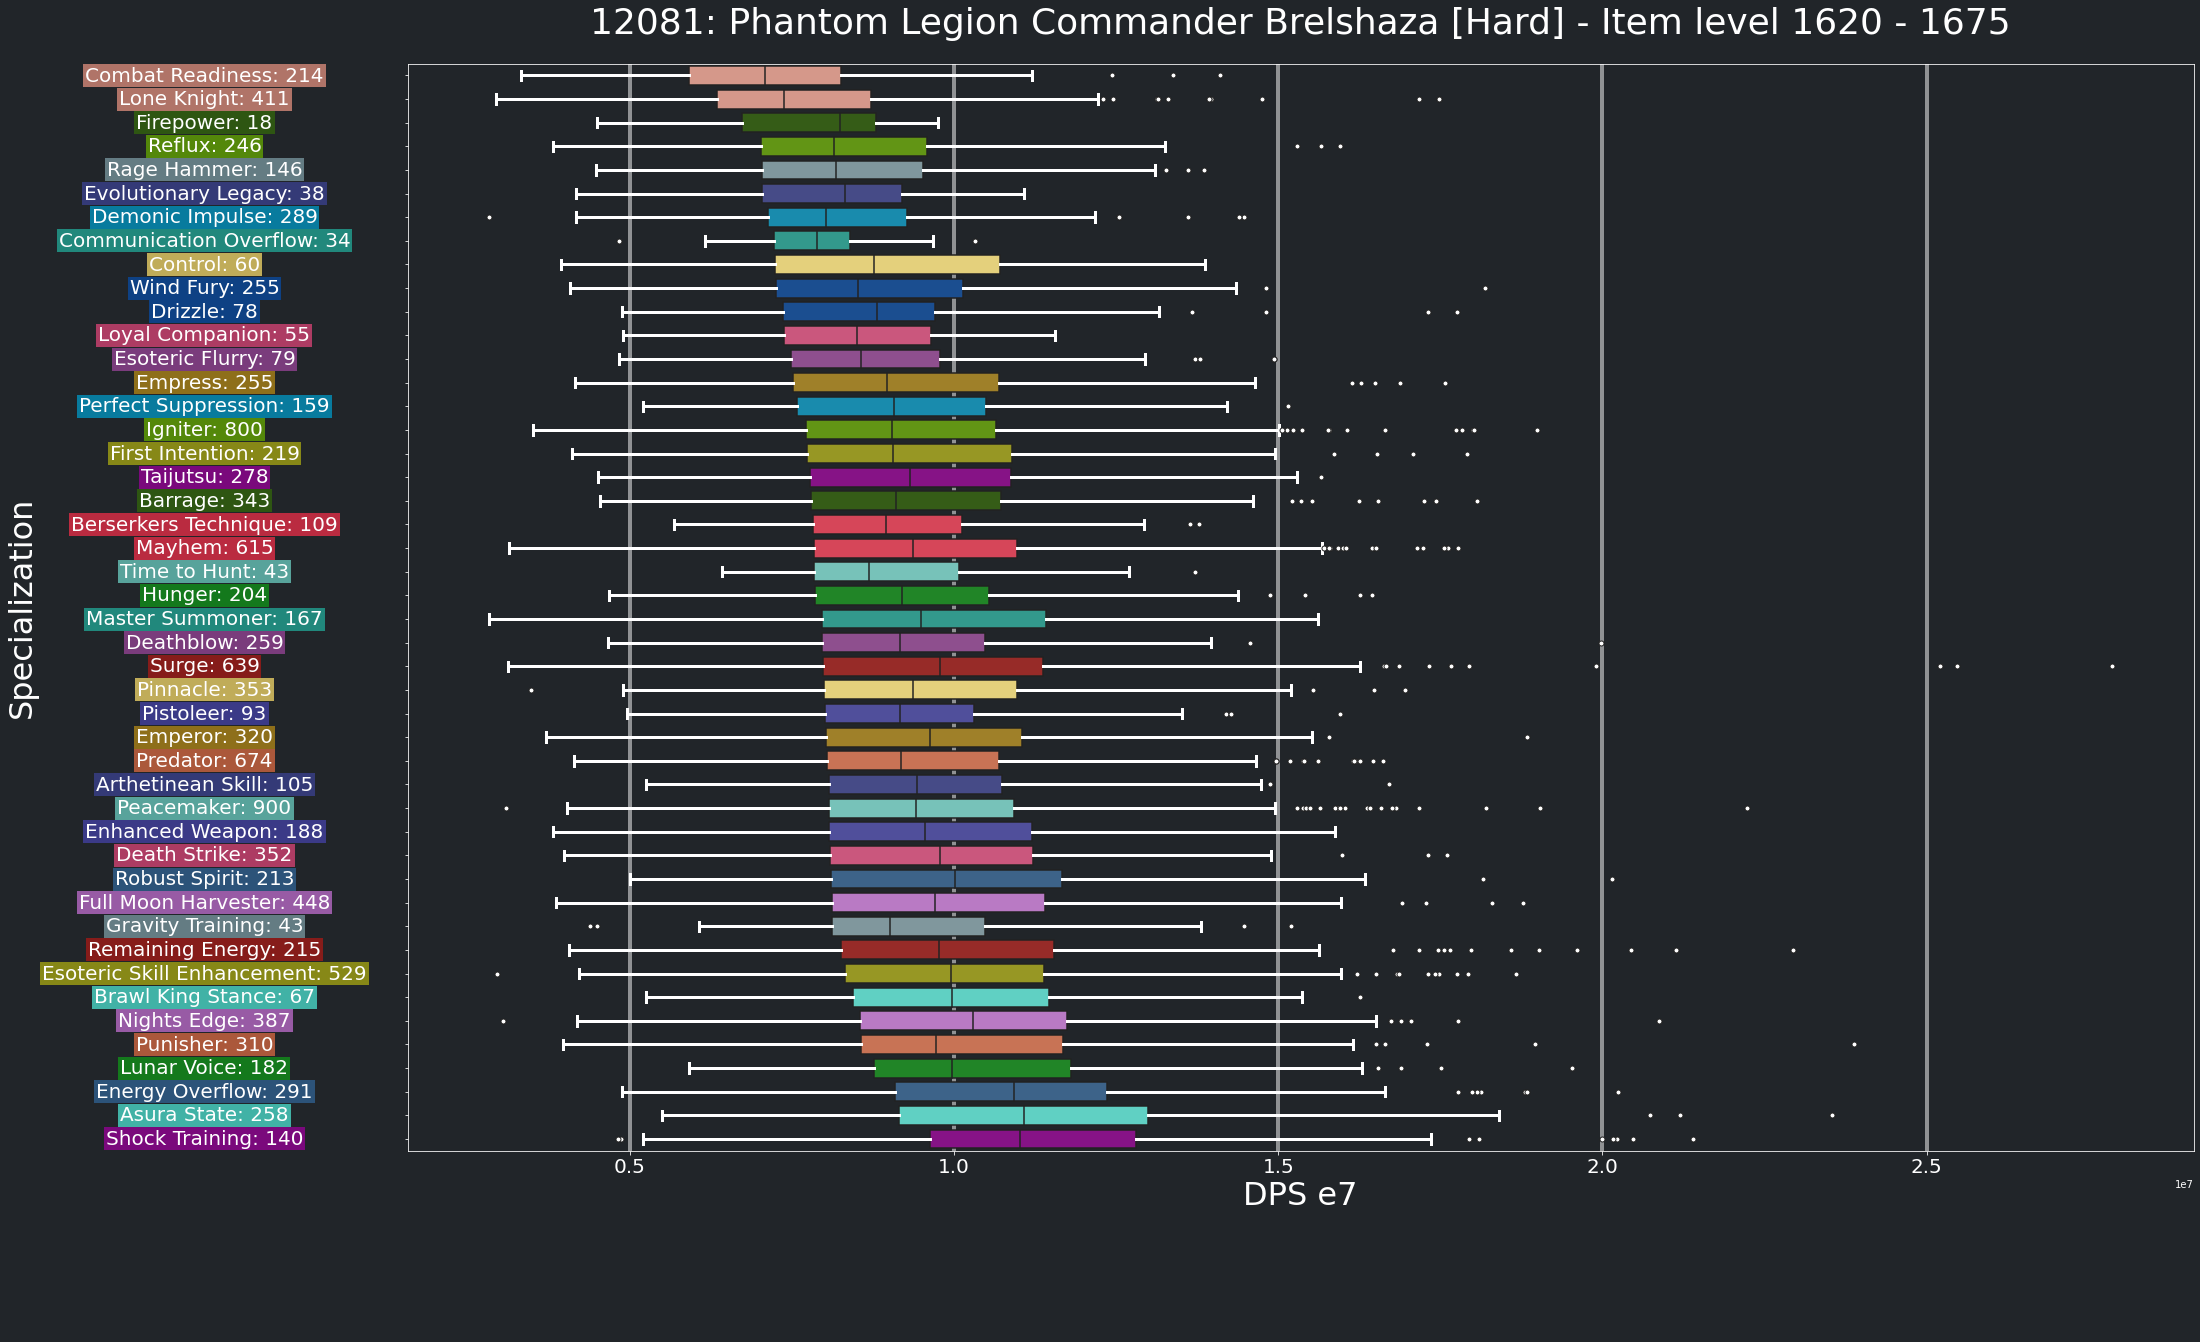 12081: Phantom Legion Commander Brelshaza [Hard] - Item level 1620 - 1675
Specialization
Combat Readiness: 214
Lone Knight: 411
Firepower: 18
Reflux: 246
Rage Hammer: 146
Evolutionary Legacy: 38
Demonic Impulse: 289
Communication Overflow: 34
Control: 60
Wind Fury: 255
Drizzle: 78
Loyal Companion: 55
Esoteric Flurry: 79
Empress: 255
Perfect Suppression: 159
Igniter: 800
First Intention: 219
Taijutsu: 278
Barrage: 343
Berserkers Technique: 109
Mayhem: 615
Time to Hunt: 43
Hunger: 204
Master Summoner: 167
Deathblow: 259
Surge: 639
Pinnacle: 353
Pistoleer: 93
Emperor: 320
Predator: 674
Arthetinean Skill: 105
Peacemaker: 900
Enhanced Weapon: 188
Death Strike: 352
Robust Spirit: 213
Full Moon Harvester: 448
Gravity Training: 43
Remaining Energy: 215
Esoteric Skill Enhancement: 529
Brawl King Stance: 67
Nights Edge: 387
Punisher: 310
Lunar Voice: 182
Energy Overflow: 291
Asura State: 258
Shock Training: 140
0.5 1.0 1.5 2.0 2.5
1e7
DPS e7